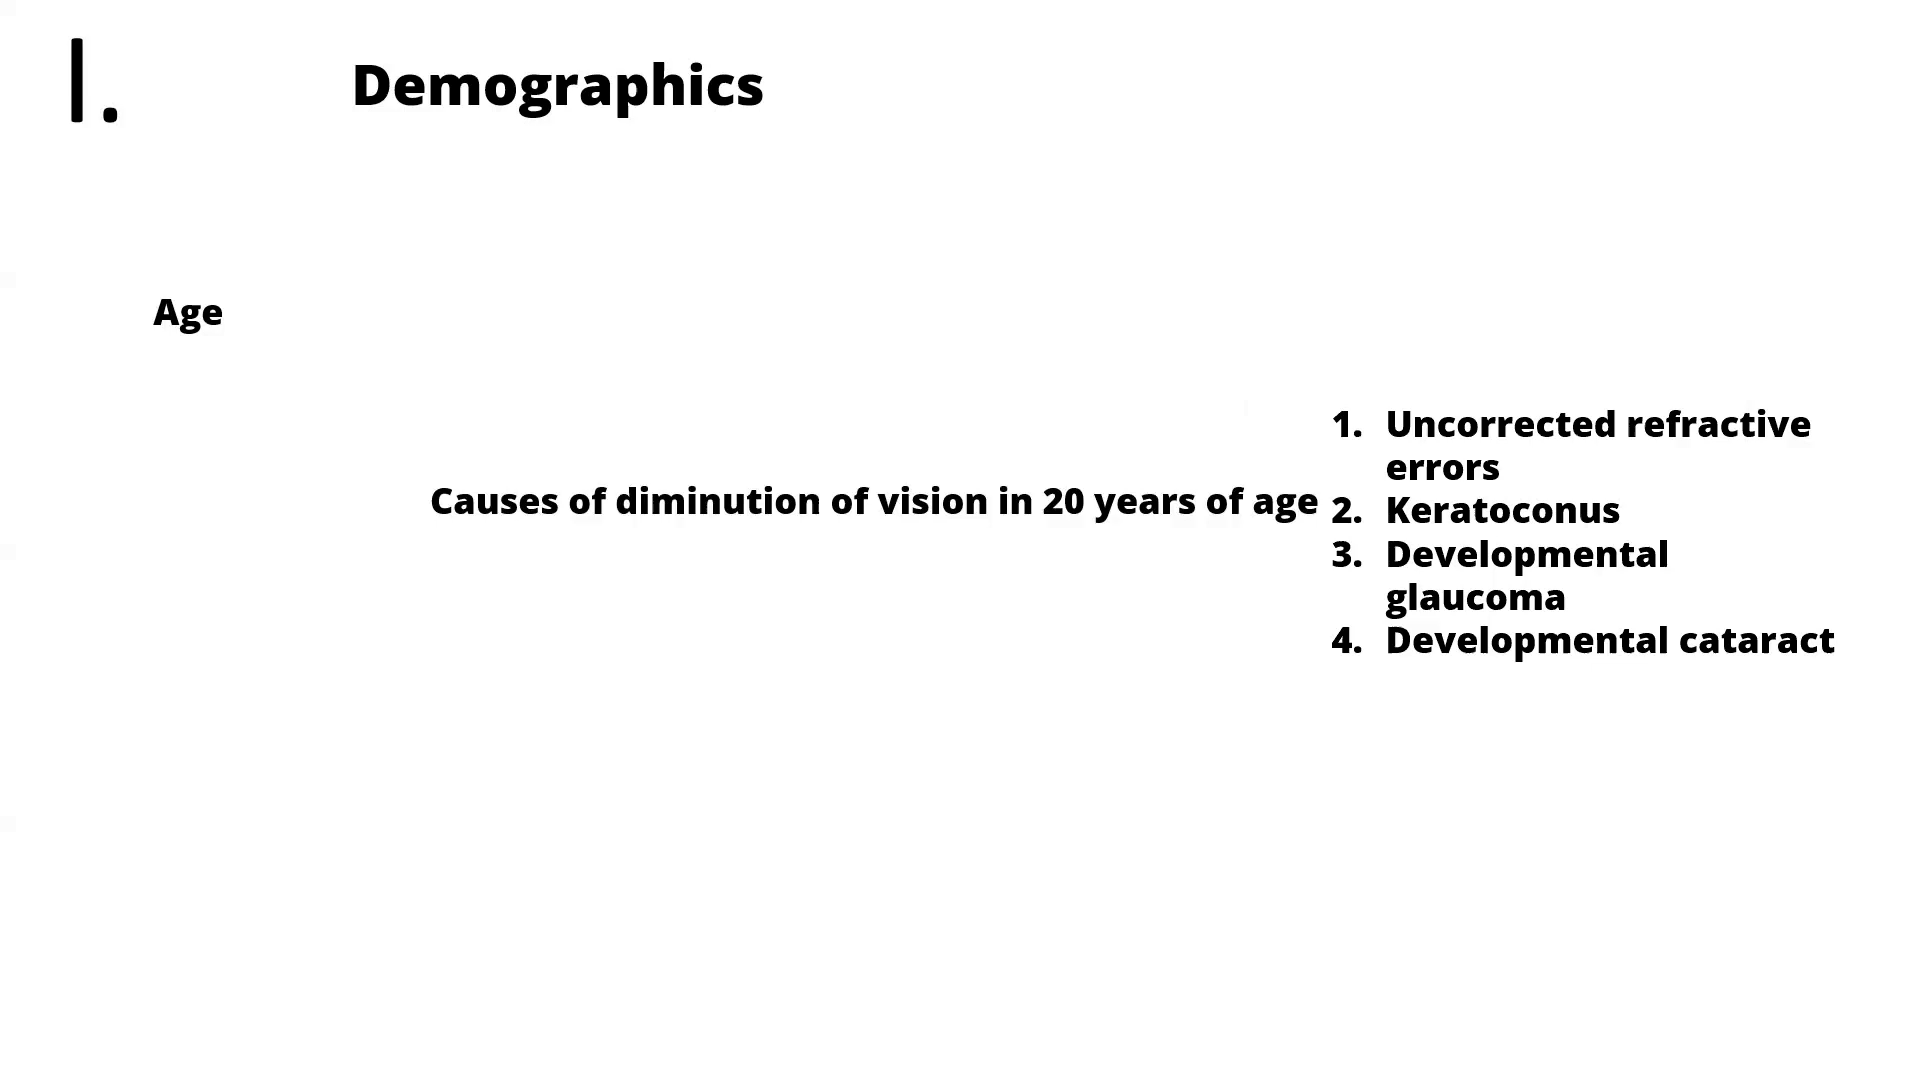 I. Demographics
Age
Causes of diminution of vision in 20 years of age
1. Uncorrected refractive
errors
2. Keratoconus
3. Developmental
glaucoma
4. Developmental cataract